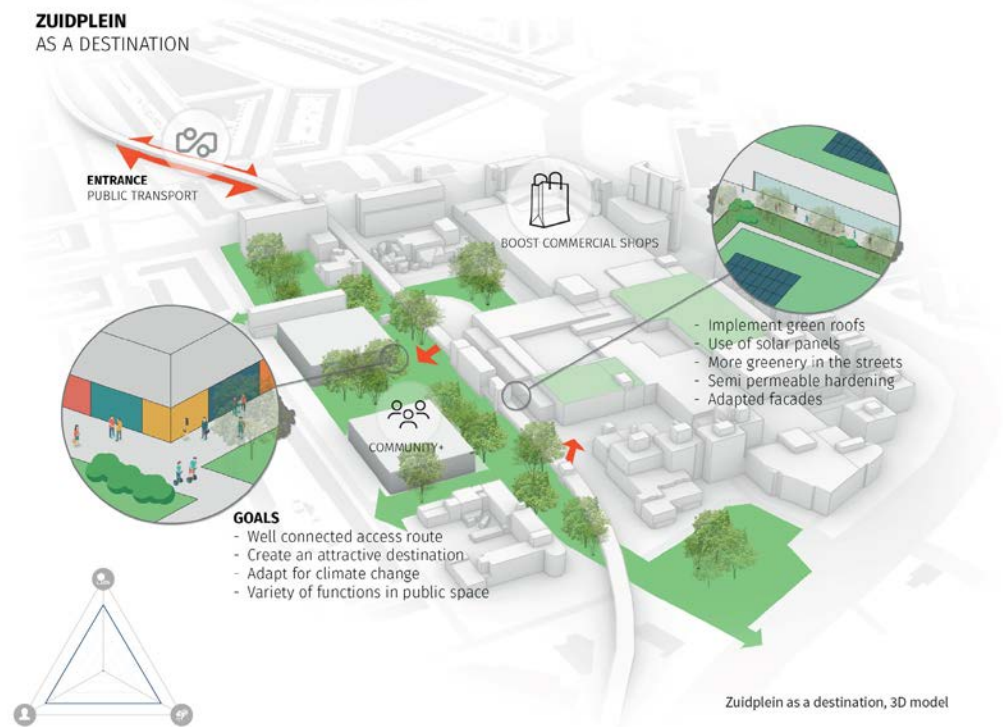 ZUIDPLEIN
AS A DESTINATION
ENTRANCE
PUBLIC TRANSPORT
BOOST COMMERCIAL SHOPS
- Implement green roofs
- Use of solar panels
- More greenery in the streets
- Semi permeable hardening
- Adapted facades
COMMUNITY+
GOALS
- Well connected access route
- Create an attractive destination
- Adapt for climate change
- Variety of functions in public space
Zuidplein as a destination, 3D model